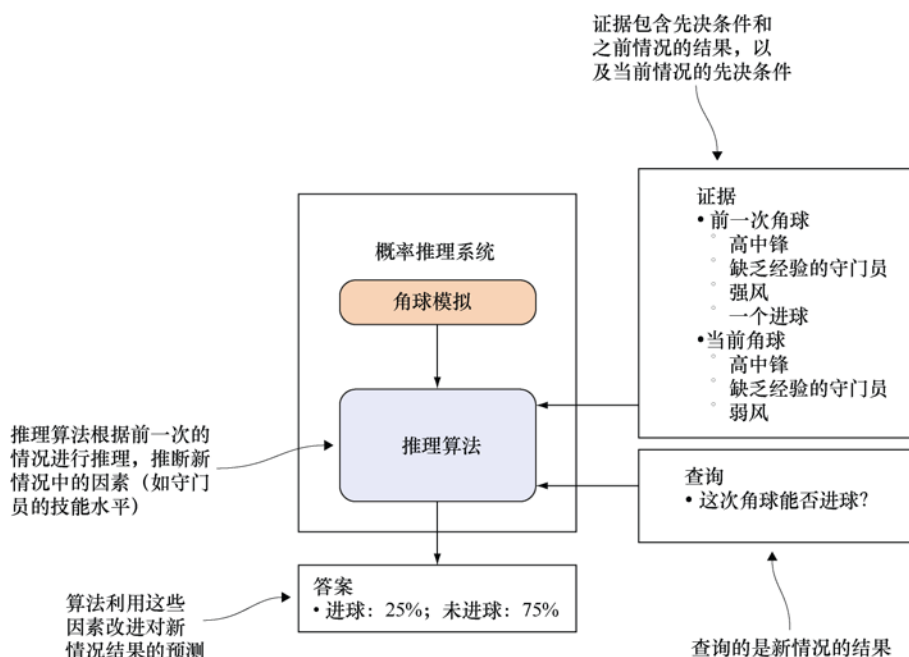 证据包含先决条件和
之前情况的结果，以
及当前情况的先决条件
证据
• 前一次角球
◦ 高中锋
◦ 缺乏经验的守门员
◦ 强风
◦ 一个进球
•当前角球
◦ 高中锋
◦ 缺乏经验的守门员
◦ 弱风
概率推理系统
角球模拟
推理算法
推理算法根据前一次的
情况进行推理，推断新
情况中的因素（如守门
员的技能水平）
查询
• 这次角球能否进球？
答案
• 进球：25%；未进球：75%
算法利用这些
因素改进对新
情况结果的预测
查询的是新情况的结果